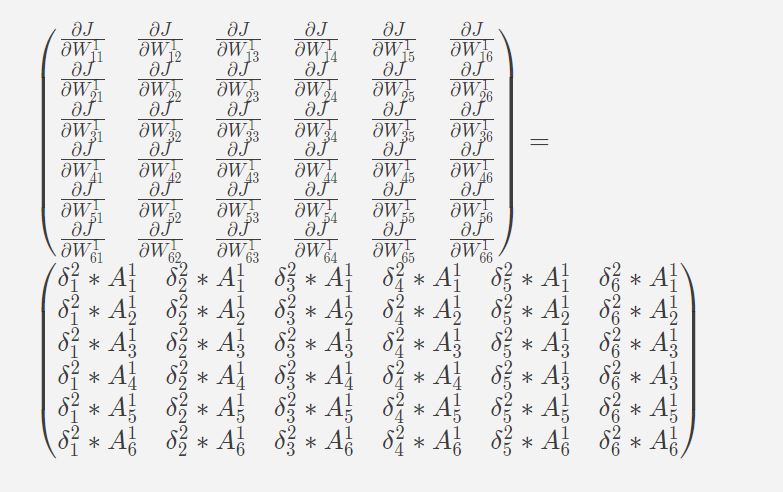 \left(\begin{matrix} \frac{\partial J}{\partial W^1_{11}} & \frac{\partial J}{\partial W^1_{12}} & \frac{\partial J}{\partial W^1_{13}} & \frac{\partial J}{\partial W^1_{14}} & \frac{\partial J}{\partial W^1_{15}} & \frac{\partial J}{\partial W^1_{16}} \\
\frac{\partial J}{\partial W^1_{21}} & \frac{\partial J}{\partial W^1_{22}} & \frac{\partial J}{\partial W^1_{23}} & \frac{\partial J}{\partial W^1_{24}} & \frac{\partial J}{\partial W^1_{25}} & \frac{\partial J}{\partial W^1_{26}} \\
\frac{\partial J}{\partial W^1_{31}} & \frac{\partial J}{\partial W^1_{32}} & \frac{\partial J}{\partial W^1_{33}} & \frac{\partial J}{\partial W^1_{34}} & \frac{\partial J}{\partial W^1_{35}} & \frac{\partial J}{\partial W^1_{36}} \\
\frac{\partial J}{\partial W^1_{41}} & \frac{\partial J}{\partial W^1_{42}} & \frac{\partial J}{\partial W^1_{43}} & \frac{\partial J}{\partial W^1_{44}} & \frac{\partial J}{\partial W^1_{45}} & \frac{\partial J}{\partial W^1_{46}} \\
\frac{\partial J}{\partial W^1_{51}} & \frac{\partial J}{\partial W^1_{52}} & \frac{\partial J}{\partial W^1_{53}} & \frac{\partial J}{\partial W^1_{54}} & \frac{\partial J}{\partial W^1_{55}} & \frac{\partial J}{\partial W^1_{56}} \\
\frac{\partial J}{\partial W^1_{61}} & \frac{\partial J}{\partial W^1_{62}} & \frac{\partial J}{\partial W^1_{63}} & \frac{\partial J}{\partial W^1_{64}} & \frac{\partial J}{\partial W^1_{65}} & \frac{\partial J}{\partial W^1_{66}} \end{matrix}\right) =
\left(\begin{matrix} \delta^2_1 * A^1_1 & \delta^2_2 * A^1_1 & \delta^2_3 * A^1_1 & \delta^2_4 * A^1_1 & \delta^2_5 * A^1_1 & \delta^2_6 * A^1_1 \\
\delta^2_1 * A^1_2 & \delta^2_2 * A^1_2 & \delta^2_3 * A^1_2 & \delta^2_4 * A^1_2 & \delta^2_5 * A^1_2 & \delta^2_6 * A^1_2 \\
\delta^2_1 * A^1_3 & \delta^2_2 * A^1_3 & \delta^2_3 * A^1_3 & \delta^2_4 * A^1_3 & \delta^2_5 * A^1_3 & \delta^2_6 * A^1_3 \\
\delta^2_1 * A^1_4 & \delta^2_2 * A^1_4 & \delta^2_3 * A^1_4 & \delta^2_4 * A^1_4 & \delta^2_5 * A^1_3 & \delta^2_6 * A^1_3 \\
\delta^2_1 * A^1_5 & \delta^2_2 * A^1_5 & \delta^2_3 * A^1_5 & \delta^2_4 * A^1_5 & \delta^2_5 * A^1_5 & \delta^2_6 * A^1_5 \\
\delta^2_1 * A^1_6 & \delta^2_2 * A^1_6 & \delta^2_3 * A^1_6 & \delta^2_4 * A^1_6 & \delta^2_5 * A^1_6 & \delta^2_6 * A^1_6 \end{matrix}\right)